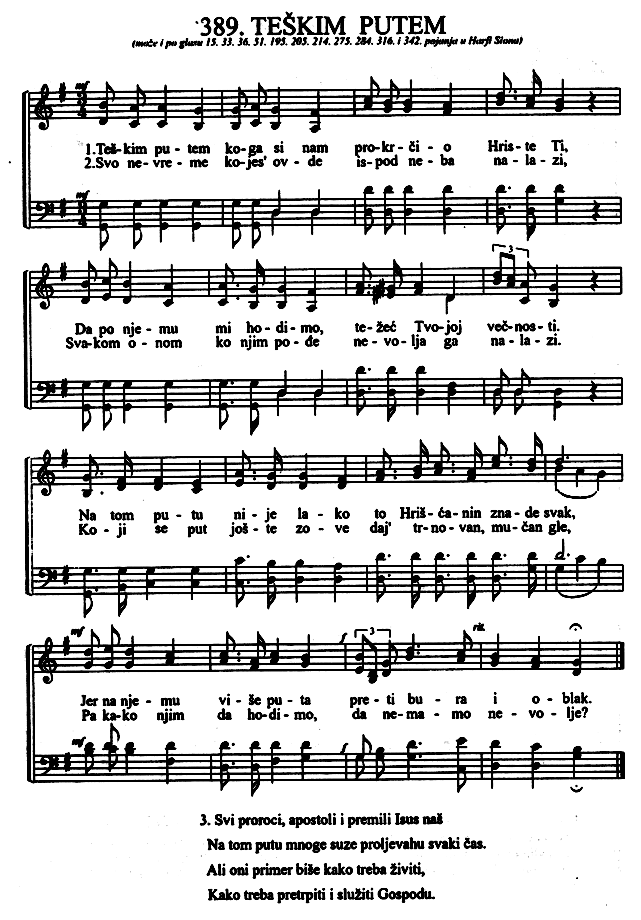 389. TEŠKIM PUTEM
(može i po glasu 15. 33. 36. 51. 195. 205. 214. 275. 284. 316. i 342. pojanja u Harfi Siona)
mf
1.Teš-kim pu - tem ko-ga si nam pro-kr-či - o Hris-te Ti,
2.Svo ne-vre - me ko-jes' ov - de is-pod ne-ba na-la-zi,
mf
3
Da po nje - mu mi ho-di-mo, te-žeć Tvo-joj več-nos-ti.
Sva-kom o - nom ko njim po-đe ne-vo-lja ga na-la-zi.
Na tom pu - tu ni-je la-ko to Hriš-ća-nin zna-de svak,
Ko-ji se put još-te zo-ve daj' tr-no-van, mu-čan gle,
mf
3
rit.
Jer na nje - mu vi-še pu-ta pre-ti bu-ra i o-blak.
Pa ka-ko njim da ho-di-mo, da ne-ma-mo ne-vo-lje?
mf
3. Svi proroci, apostoli i premili Isus naš
Na tom putu mnoge suze proljevahu svaki čas.
Ali oni primer biše kako treba živiti,
Kako treba pretrpiti i služiti Gospodu.